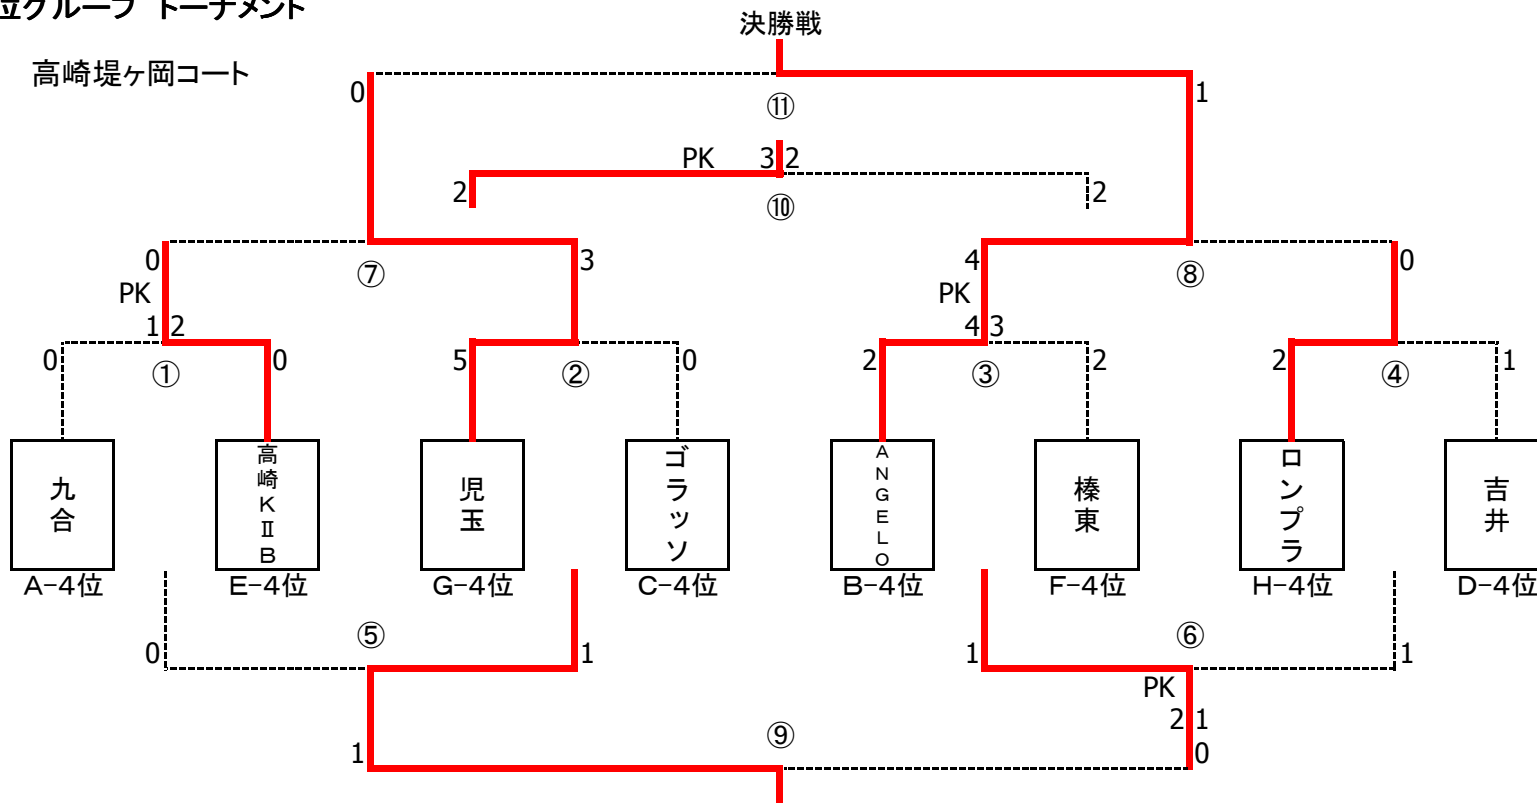 位グループ トーナメント
決勝戦
高崎堤ヶ岡コート
0
1
⑪
PK 3 2
2
2
⑩
0
3
4
0
⑦
⑧
PK
PK
1 2
4 3
0
0
5
0
2
2
2
1
①
②
③
④
九合
高崎KⅡB
児玉
ゴラッソ
ANGELO
榛東
ロンプラ
吉井
A-4位
E-4位
G-4位
C-4位
B-4位
F-4位
H-4位
D-4位
⑤
⑥
0
1
1
1
PK
2 1
⑨
1
0